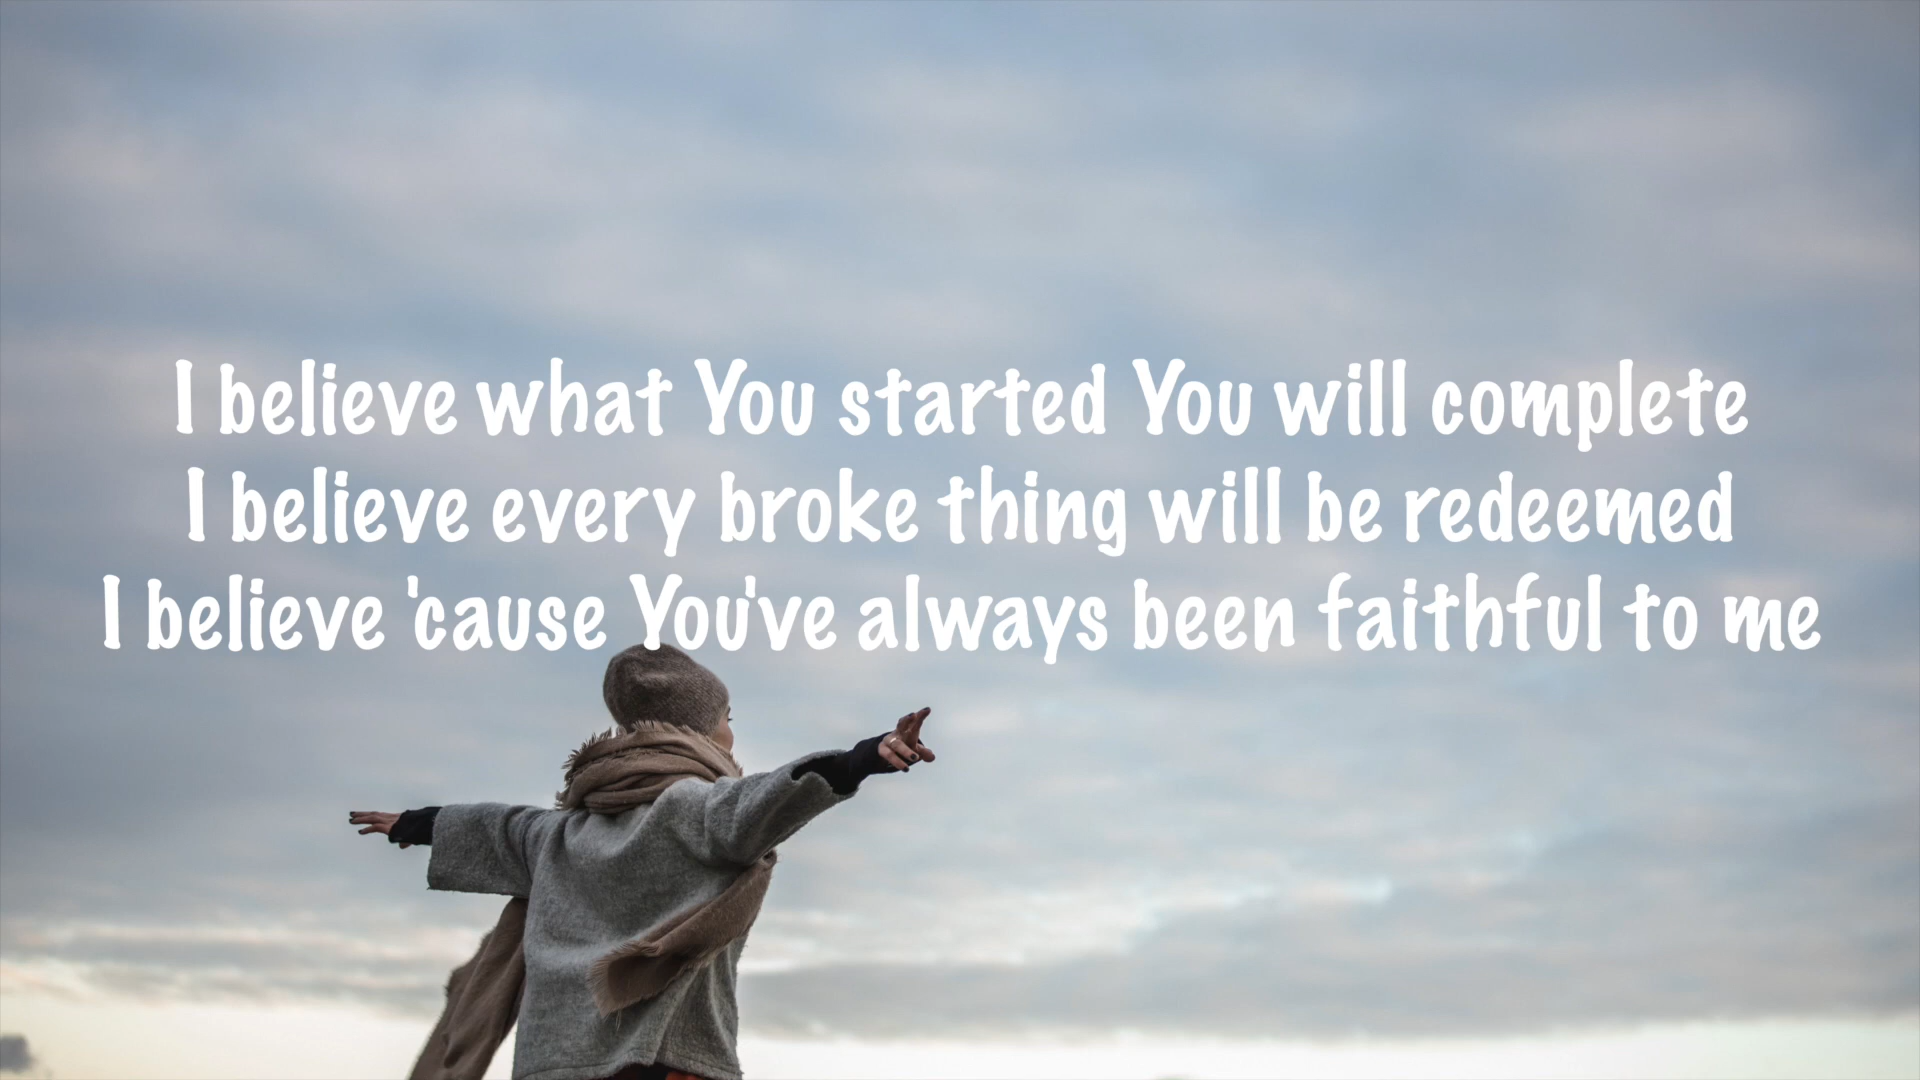 I believe what You started You will complete
I believe every broke thing will be redeemed
I believe 'cause You've always been faithful to me